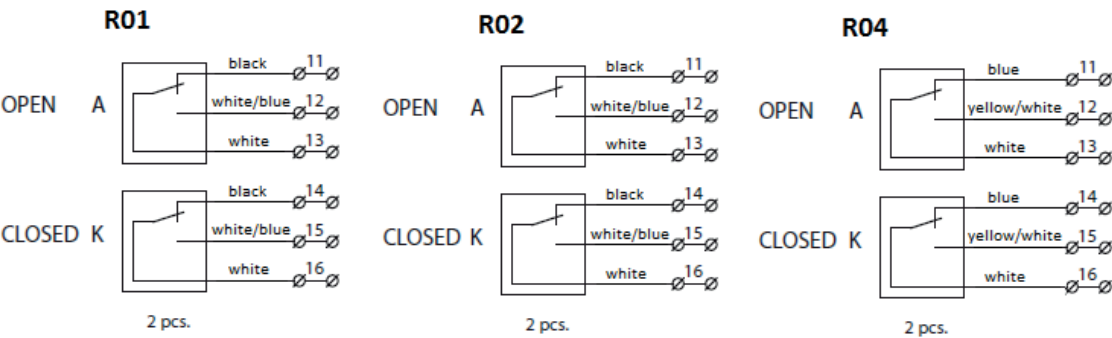 R01
black 11
OPEN A white/blue 12
white 13
black 14
CLOSED K white/blue 15
white 16
2 pcs.
R02
black 11
OPEN A white/blue 12
white 13
black 14
CLOSED K white/blue 15
white 16
2 pcs.
R04
blue 11
OPEN A yellow/white 12
white 13
blue 14
CLOSED K yellow/white 15
white 16
2 pcs.